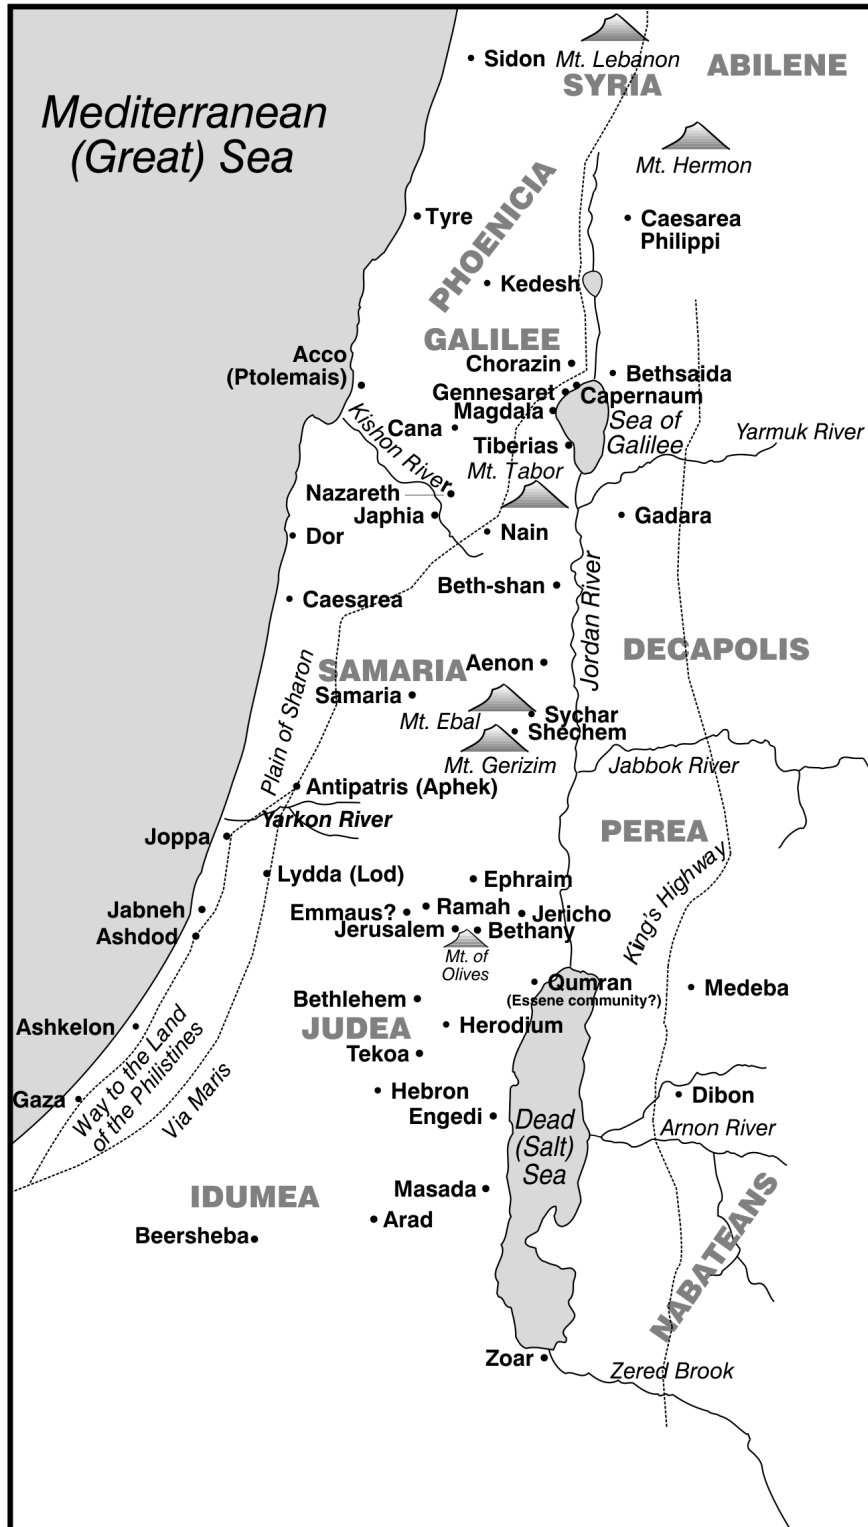 Sidon
Mt. Lebanon
ABILENE
SYRIA
Mediterranean
(Great) Sea
Mt. Hermon
Tyre
PHOENICIA
Caesarea
Philippi
Kedesh
GALILEE
Acco
(Ptolemais)
Chorazin
Bethsaida
Gennesaret
Capernaum
Magdala
Kishon River
Cana
Sea of
Galilee
Yarmuk River
Tiberias
Mt. Tabor
Nazareth
Japhia
Gadara
Dor
Nain
Beth-shan
Caesarea
Jordan River
DECAPOLIS
Plain of Sharon
SAMARIA
Aenon
Samaria
Mt. Ebal
Sychar
Shechem
Mt. Gerizim
Jabbok River
Antipatris (Aphek)
Yarkon River
Joppa
PEREA
King's Highway
Lydda (Lod)
Ephraim
Jabneh
Emmaus?
Ramah
Jericho
Ashdod
Jerusalem
Bethany
Mt. of
Olives
Qumran
(Essene community?)
Medeba
Bethlehem
JUDEA
Herodium
Ashkelon
Way to the Land
of the Philistines
Via Maris
Tekoa
Gaza
Hebron
Dibon
Engedi
Dead
(Salt)
Sea
Arnon River
IDUMEA
Masada
NABATEANS
Arad
Beersheba
Zoar
Zered Brook